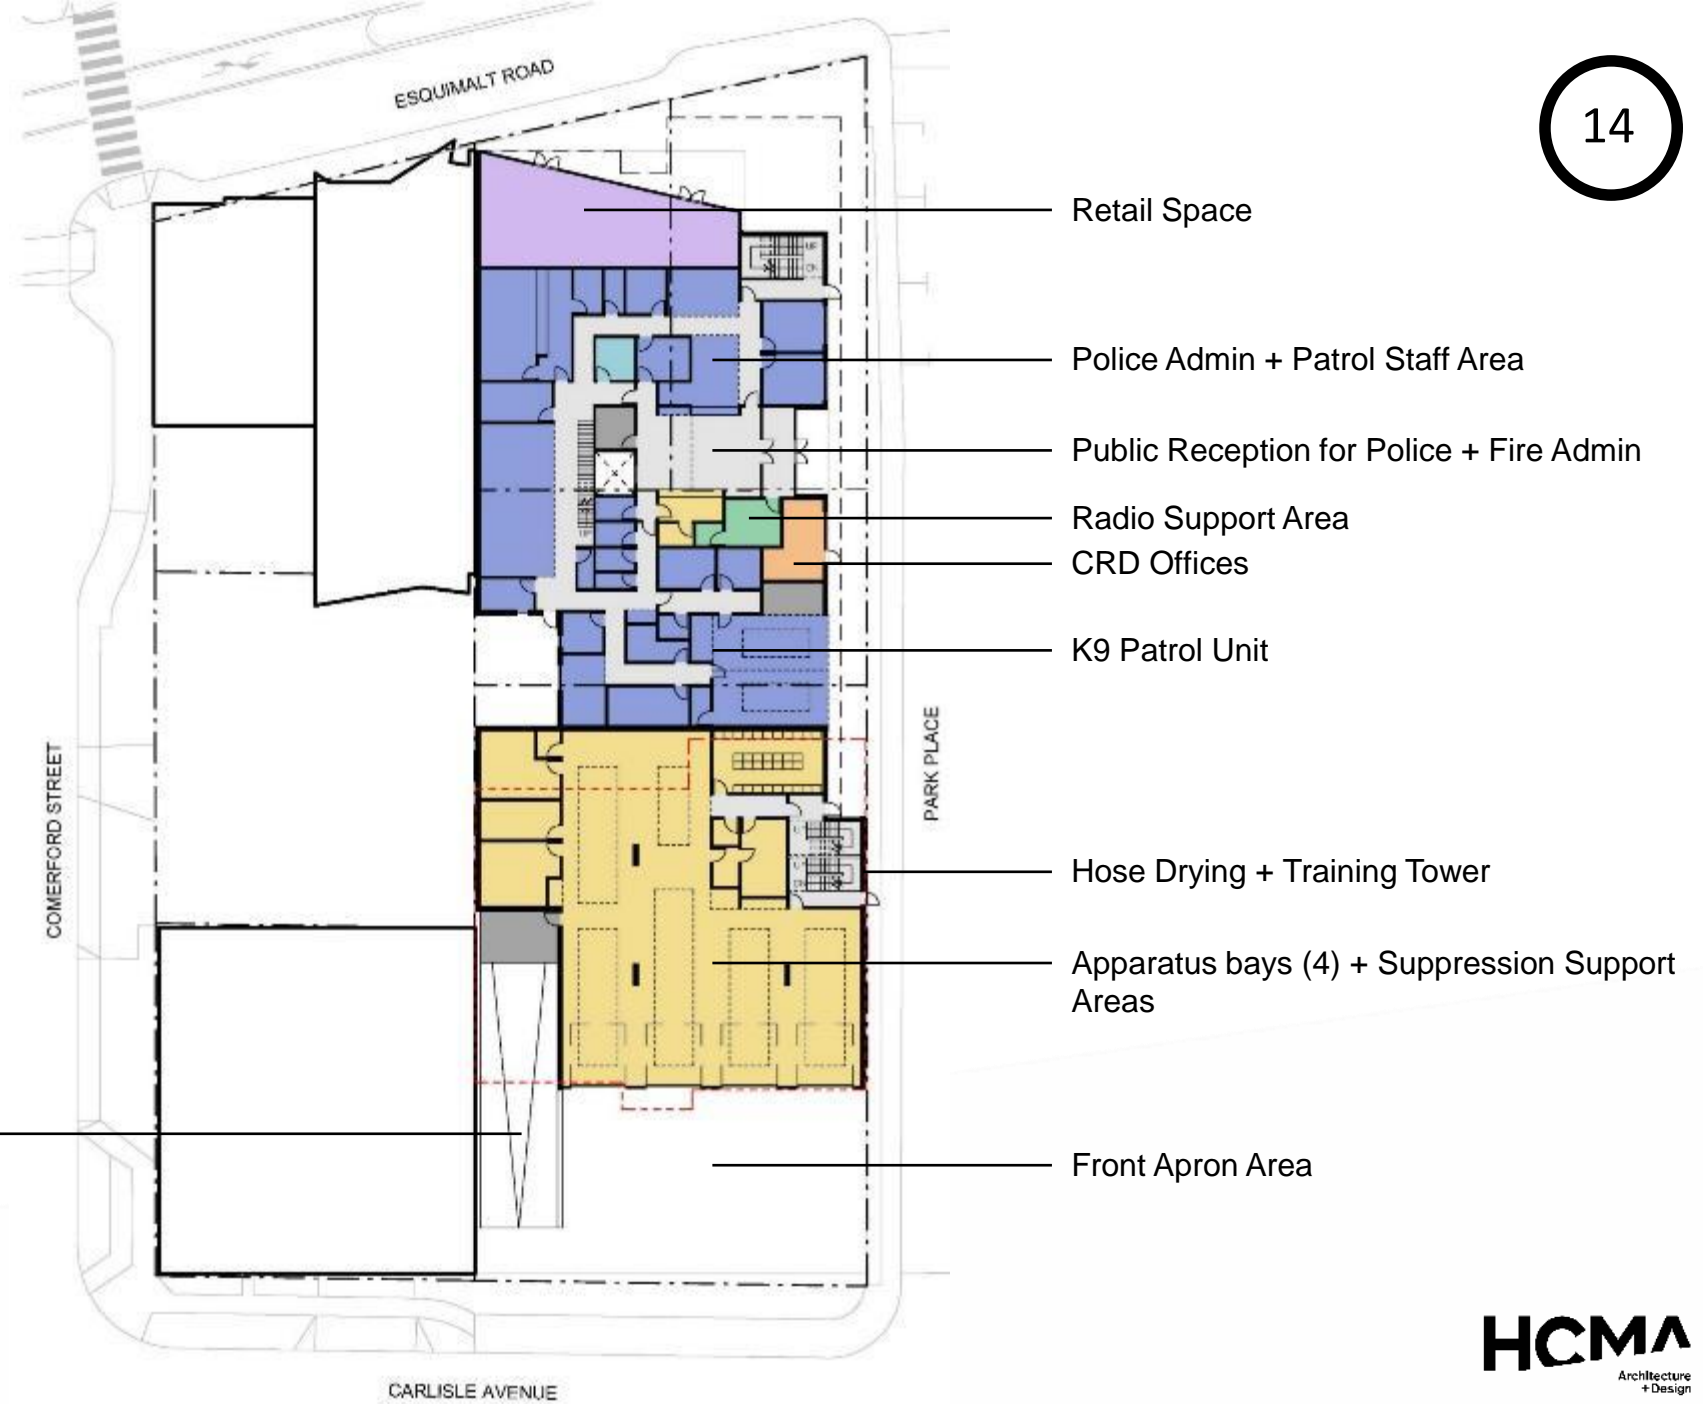 ESQUIMALT ROAD
14
Retail Space
Police Admin + Patrol Staff Area
Public Reception for Police + Fire Admin
Radio Support Area
CRD Offices
K9 Patrol Unit
COMERFORD STREET
PARK PLACE
Hose Drying + Training Tower
Apparatus bays (4) + Suppression Support
Areas
Front Apron Area
CARLISLE AVENUE
HCMA
Architecture
+Design